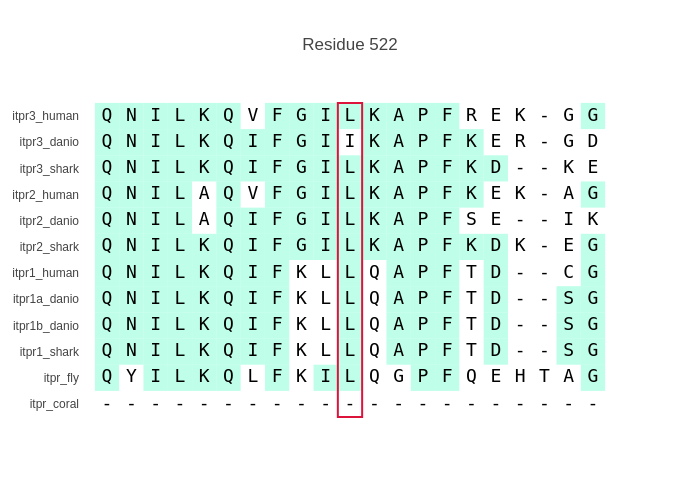 Residue 522
itpr3_human Q N I L K Q V F G I L K A P F R E K - G G
itpr3_danio Q N I L K Q I F G I I K A P F K E R - G D
itpr3_shark Q N I L K Q I F G I L K A P F K D - - K E
itpr2_human Q N I L A Q V F G I L K A P F K E K - A G
itpr2_danio Q N I L A Q I F G I L K A P F S E - - I K
itpr2_shark Q N I L K Q I F G I L K A P F K D K - E G
itpr1_human Q N I L K Q I F K L L Q A P F T D - - C G
itpr1a_danio Q N I L K Q I F K L L Q A P F T D - - S G
itpr1b_danio Q N I L K Q I F K L L Q A P F T D - - S G
itpr1_shark Q N I L K Q I F K L L Q A P F T D - - S G
itpr_fly Q Y I L K Q L F K I L Q G P F Q E H T A G
itpr_coral - - - - - - - - - - - - - - - - - - - - -